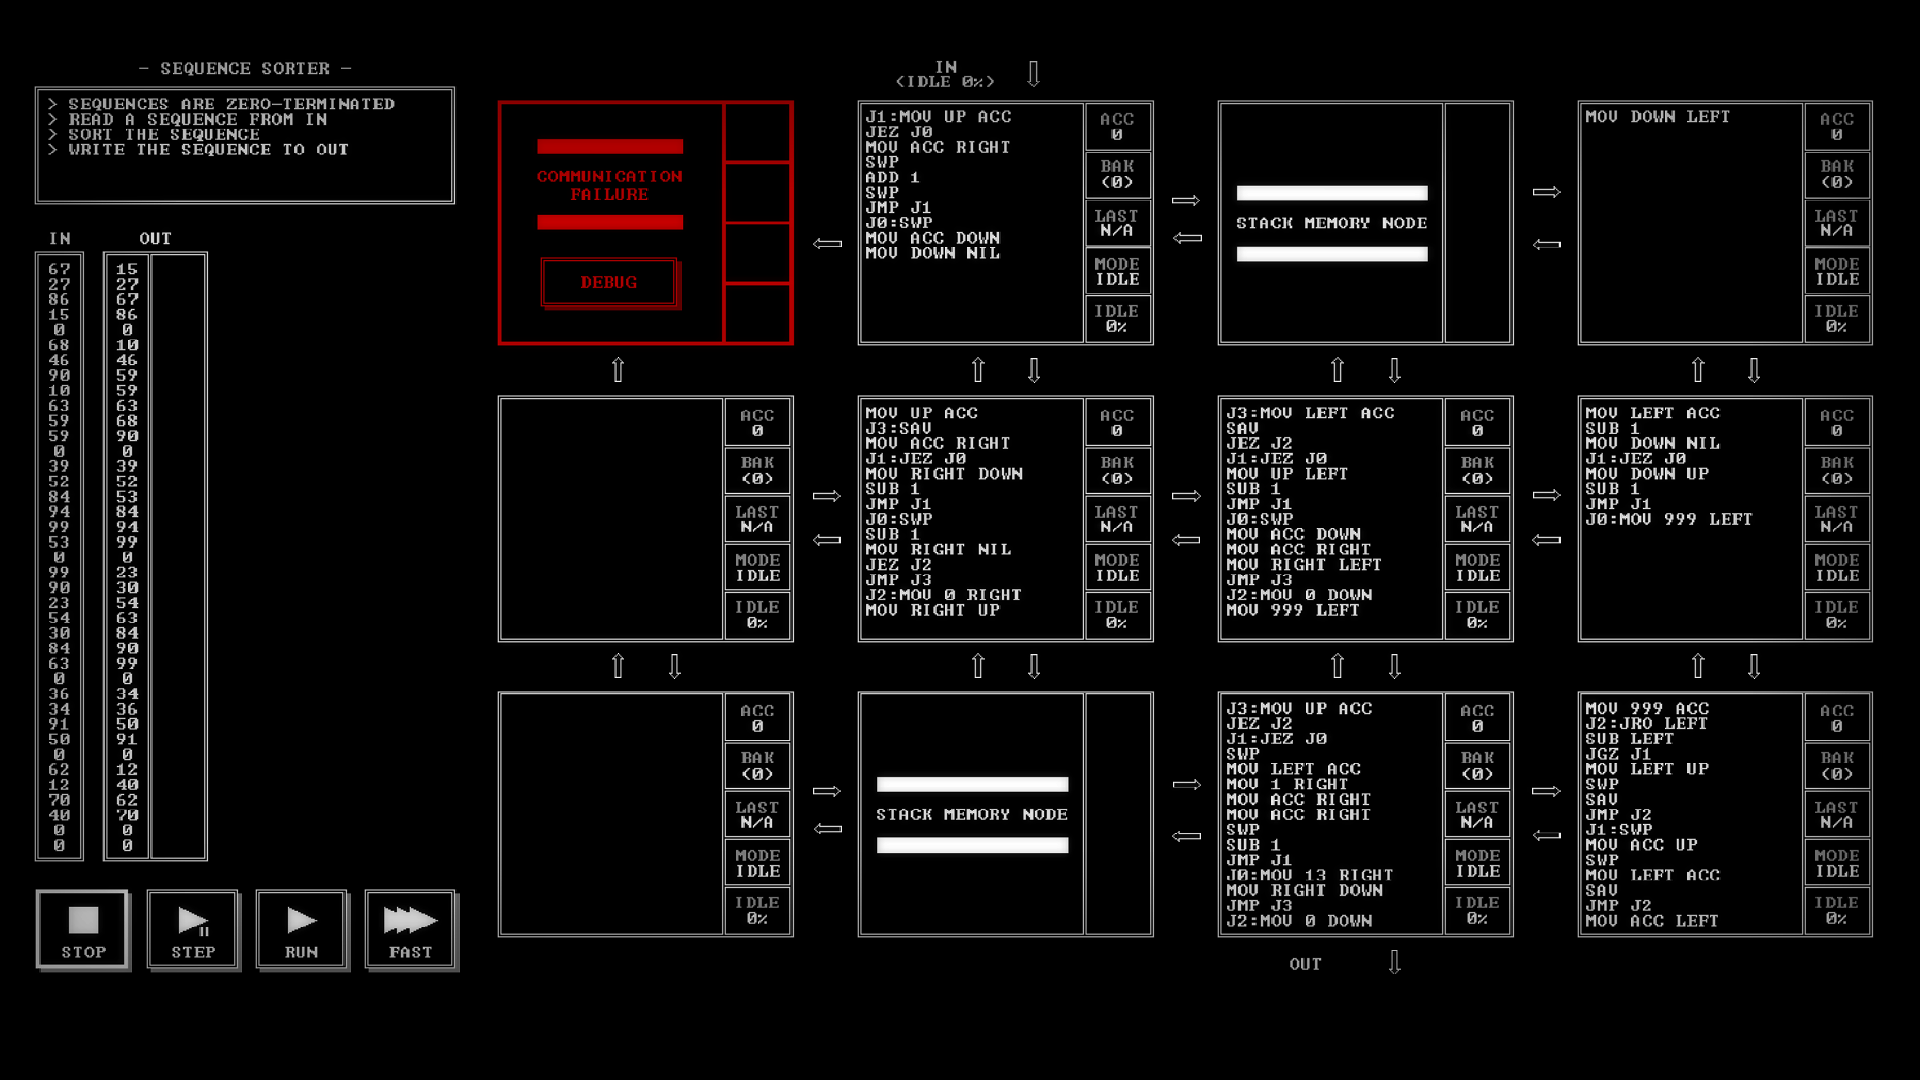 - SEQUENCE SORTER -
> SEQUENCES ARE ZERO-TERMINATED
> READ A SEQUENCE FROM IN
> SORT THE SEQUENCE
> WRITE THE SEQUENCE TO OUT
IN OUT
67 15
27 27
86 67
15 86
0 0
68 10
46 46
90 59
10 59
63 63
59 68
59 90
0 0
39 39
52 52
84 53
94 84
99 94
53 99
0 0
99 23
90 30
23 54
54 63
30 84
84 90
63 99
0 0
36 34
34 36
91 50
50 91
0 0
62 12
12 40
70 62
40 70
0 0
0 0
STOP
STEP
RUN
FAST
COMMUNICATION
FAILURE
DEBUG
IN
<IDLE 0%>
J1:MOV UP ACC
JEZ J0
MOV ACC RIGHT
SWP
ADD 1
SWP
JMP J1
J0:SWP
MOV ACC DOWN
MOV DOWN NIL
ACC
0
BAK
(0)
LAST
N/A
MODE
IDLE
IDLE
0%
STACK MEMORY NODE
MOV DOWN LEFT
ACC
0
BAK
(0)
LAST
N/A
MODE
IDLE
IDLE
0%
ACC
0
BAK
(0)
LAST
N/A
MODE
IDLE
IDLE
0%
MOV UP ACC
J3:SAV
MOV ACC RIGHT
J1:JEZ J0
MOV RIGHT DOWN
SUB 1
JMP J1
J0:SWP
SUB 1
MOV RIGHT NIL
JEZ J2
JMP J3
J2:MOV 0 RIGHT
MOV RIGHT UP
ACC
0
BAK
(0)
LAST
N/A
MODE
IDLE
IDLE
0%
J3:MOV LEFT ACC
SAV
JEZ J2
J1:JEZ J0
MOV UP LEFT
SUB 1
JMP J1
J0:SWP
MOV ACC DOWN
MOV ACC RIGHT
MOV RIGHT LEFT
JMP J3
J2:MOV 0 DOWN
MOV 999 LEFT
ACC
0
BAK
(0)
LAST
N/A
MODE
IDLE
IDLE
0%
MOV LEFT ACC
SUB 1
MOV DOWN NIL
J1:JEZ J0
MOV DOWN UP
SUB 1
JMP J1
J0:MOV 999 LEFT
ACC
0
BAK
(0)
LAST
N/A
MODE
IDLE
IDLE
0%
ACC
0
BAK
(0)
LAST
N/A
MODE
IDLE
IDLE
0%
STACK MEMORY NODE
J3:MOV UP ACC
JEZ J2
J1:JEZ J0
SWP
MOV LEFT ACC
MOV 1 RIGHT
MOV ACC RIGHT
MOV ACC RIGHT
SWP
SUB 1
JMP J1
J0:MOV 13 RIGHT
MOV RIGHT DOWN
JMP J3
J2:MOV 0 DOWN
ACC
0
BAK
(0)
LAST
N/A
MODE
IDLE
IDLE
0%
MOV 999 ACC
J2:JRO LEFT
SUB LEFT
JGZ J1
MOV LEFT UP
SWP
SAV
JMP J2
J1:SWP
MOV ACC UP
SWP
MOV LEFT ACC
SAV
JMP J2
MOV ACC LEFT
ACC
0
BAK
(0)
LAST
N/A
MODE
IDLE
IDLE
0%
OUT